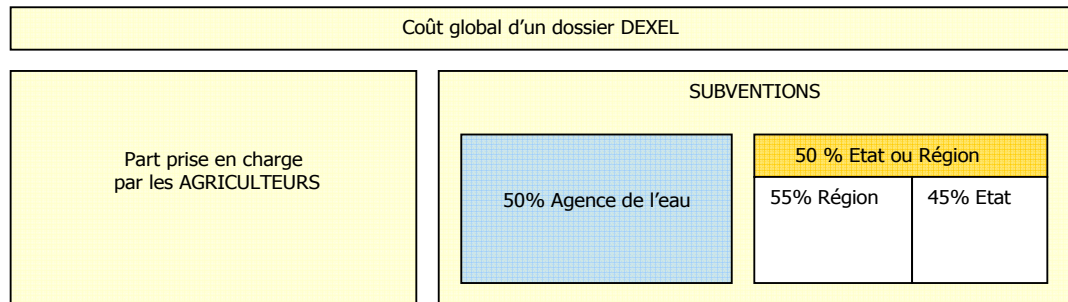 Coût global d’un dossier DEXEL
Part prise en charge
par les AGRICULTEURS
SUBVENTIONS
50% Agence de l’eau
50 % Etat ou Région
55% Région
45% Etat